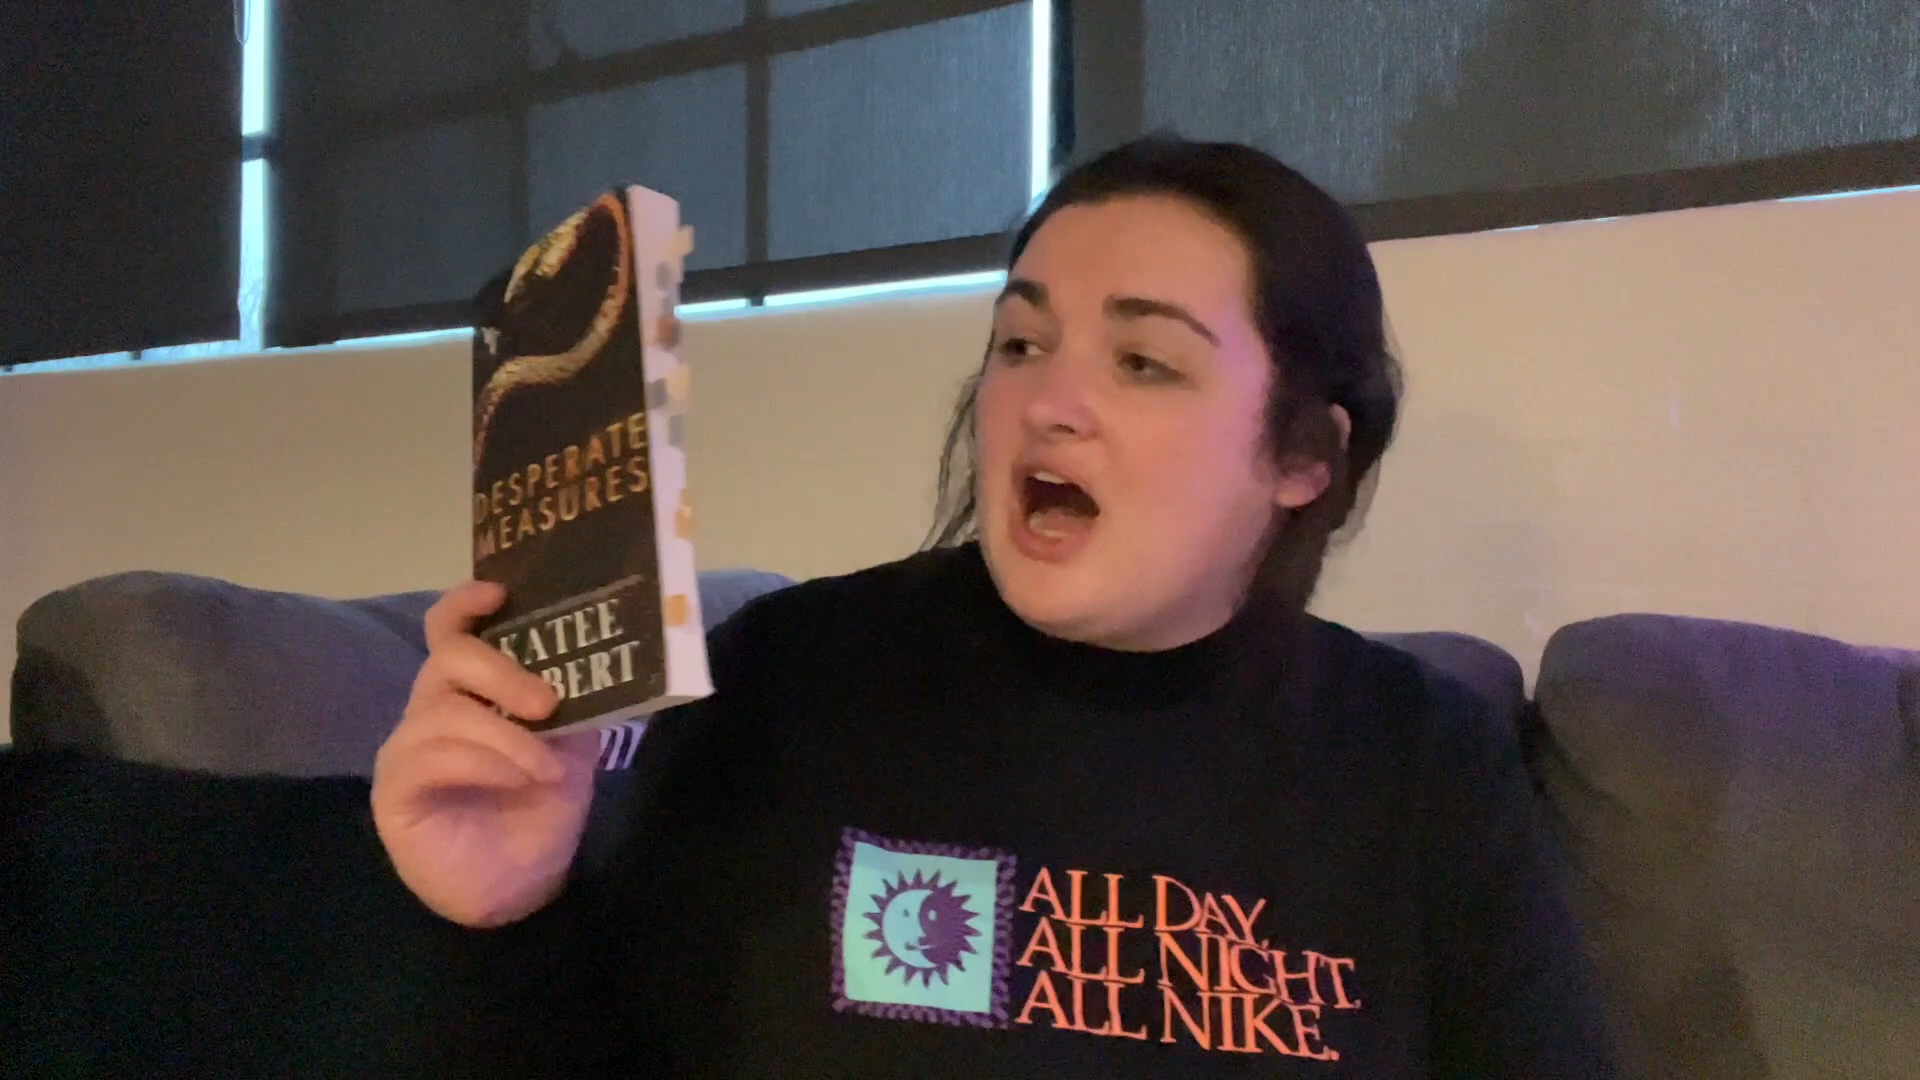 DESPERATE
MEASURES
KATEE
BERT
ALL DAY,
ALL NIGHT.
ALL NIKE.